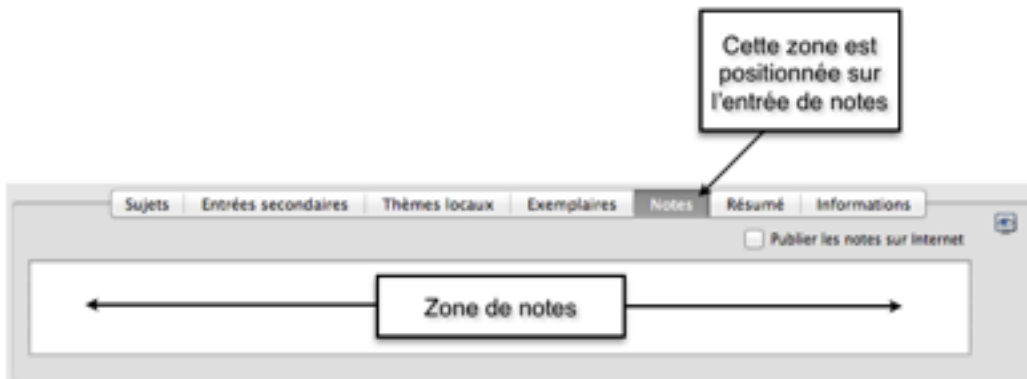 Cette zone est
positionnée sur
l'entrée de notes
Sujets Entrées secondaires Thèmes locaux Exemplaires Notes Résumé Informations
Publier les notes sur Internet
Zone de notes